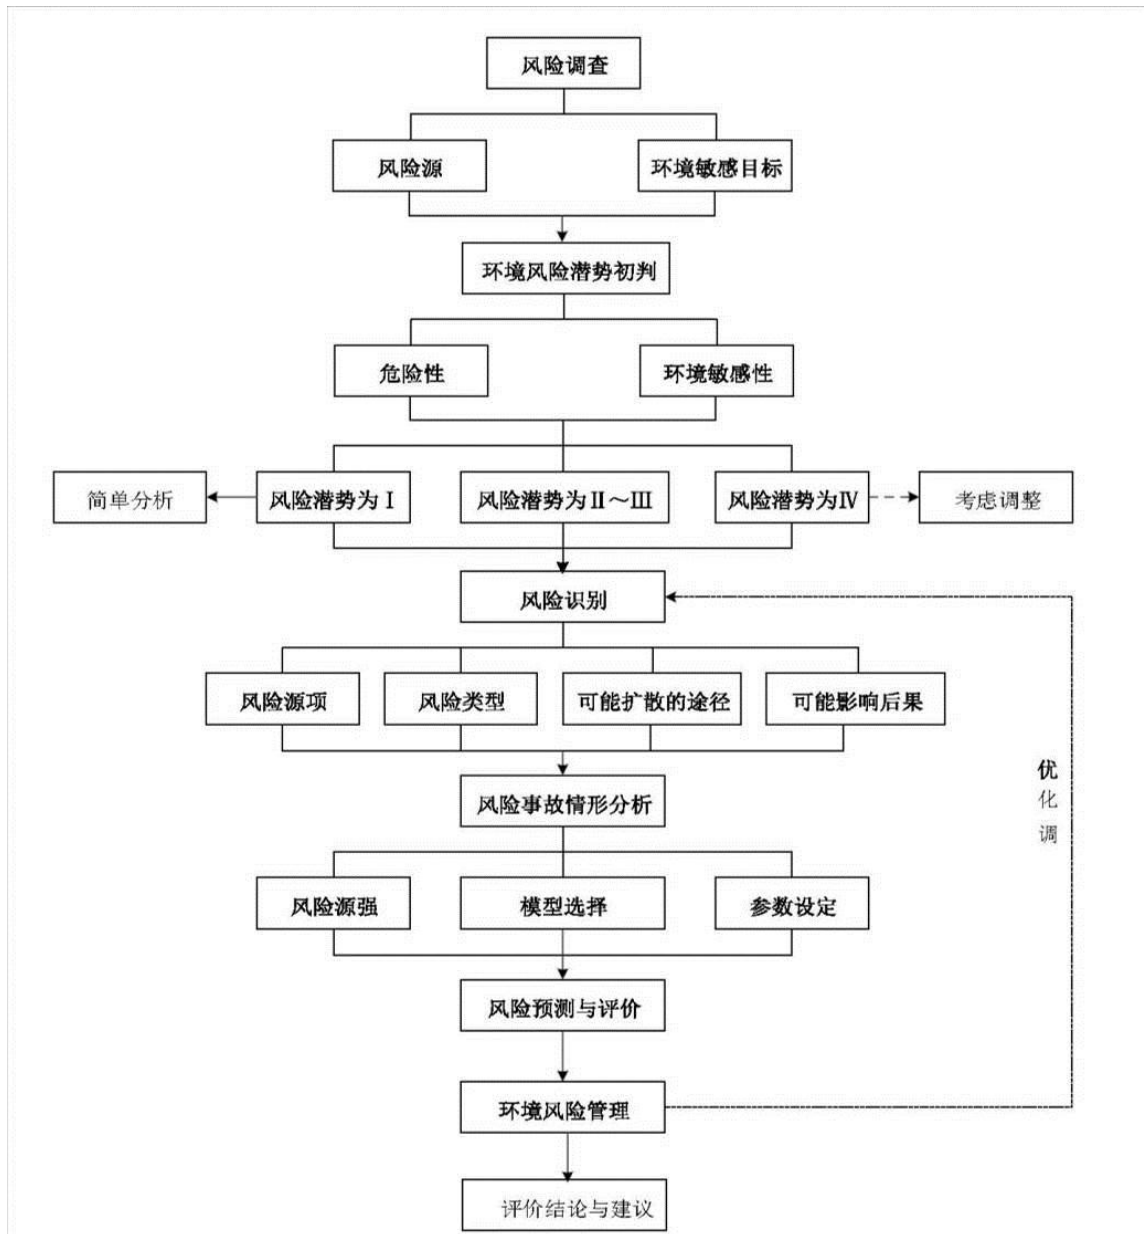 风险调查
风险源
环境敏感目标
环境风险潜势初判
危险性
环境敏感性
简单分析
风险潜势为Ⅰ
风险潜势为Ⅱ～Ⅲ
风险潜势为Ⅳ
考虑调整
风险识别
风险源项
风险类型
可能扩散的途径
可能影响后果
优
化
调
风险事故情形分析
风险源强
模型选择
参数设定
风险预测与评价
环境风险管理
评价结论与建议